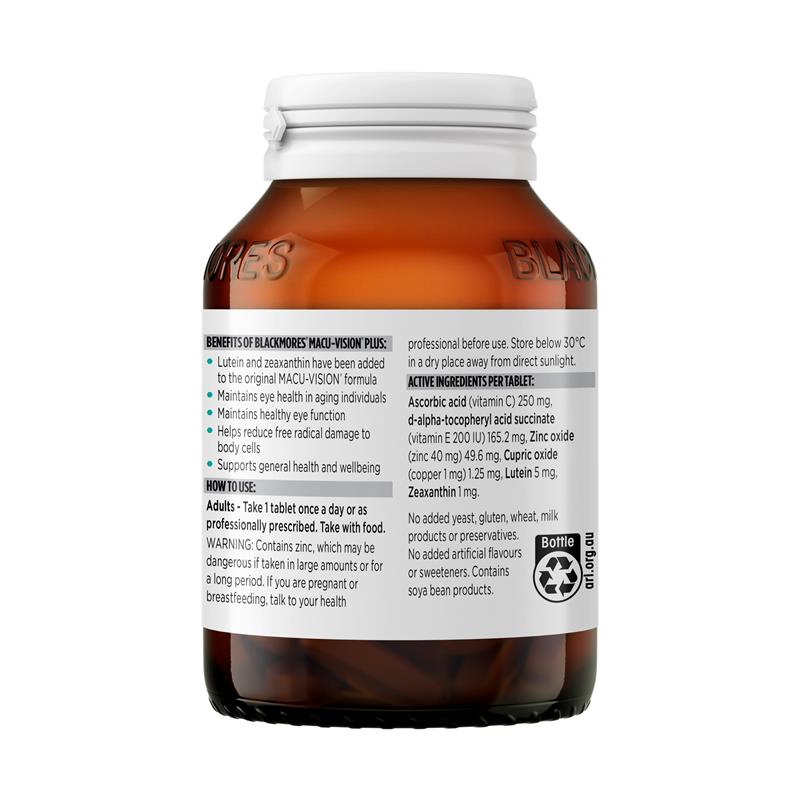 ORES
BLAC
BENEFITS OF BLACKMORES® MACU-VISION® PLUS:
• Lutein and zeaxanthin have been added
to the original MACU-VISION® formula
• Maintains eye health in aging individuals
• Maintains healthy eye function
• Helps reduce free radical damage to
body cells
• Supports general health and wellbeing
HOW TO USE:
Adults - Take 1 tablet once a day or as
professionally prescribed. Take with food.
WARNING: Contains zinc, which may be
dangerous if taken in large amounts or for
a long period. If you are pregnant or
breastfeeding, talk to your health
professional before use. Store below 30°C
in a dry place away from direct sunlight.
ACTIVE INGREDIENTS PER TABLET:
Ascorbic acid (vitamin C) 250 mg,
d-alpha-tocopheryl acid succinate
(vitamin E 200 IU) 165.2 mg, Zinc oxide
(zinc 40 mg) 49.6 mg, Cupric oxide
(copper 1 mg) 1.25 mg, Lutein 5 mg,
Zeaxanthin 1 mg.
No added yeast, gluten, wheat, milk
products or preservatives.
No added artificial flavours
or sweeteners. Contains
soya bean products.
Bottle
arl.org.au